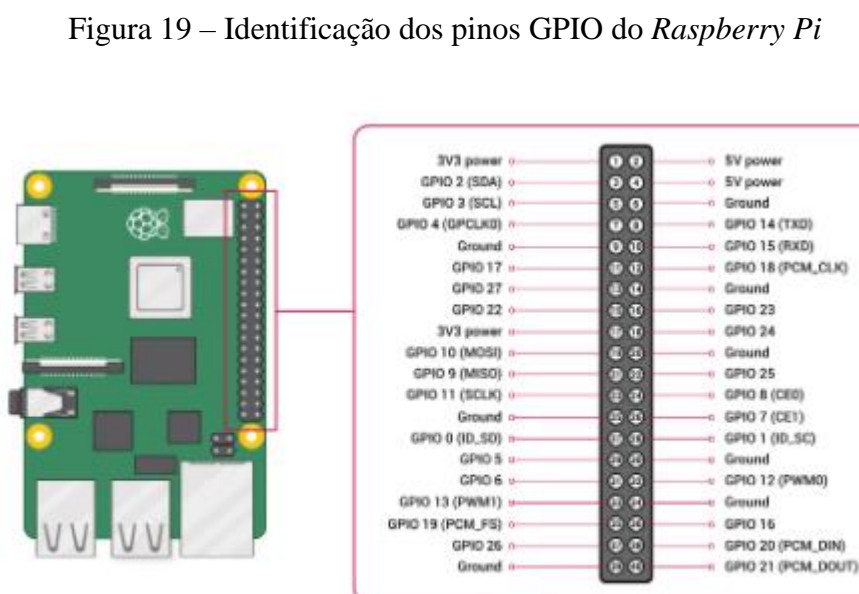 Figura 19 – Identificação dos pinos GPIO do Raspberry Pi
3V3 power 1 2 5V power
GPIO 2 (SDA) 3 4 5V power
GPIO 3 (SCL) 5 6 Ground
GPIO 4 (GPCLK0) 7 8 GPIO 14 (TXD)
Ground 9 10 GPIO 15 (RXD)
GPIO 17 11 12 GPIO 18 (PCM_CLK)
GPIO 27 13 14 Ground
GPIO 22 15 16 GPIO 23
3V3 power 17 18 GPIO 24
GPIO 10 (MOSI) 19 20 Ground
GPIO 9 (MISO) 21 22 GPIO 25
GPIO 11 (SCLK) 23 24 GPIO 8 (CE0)
Ground 25 26 GPIO 7 (CE1)
GPIO 0 (ID_SD) 27 28 GPIO 1 (ID_SC)
GPIO 5 29 30 Ground
GPIO 6 31 32 GPIO 12 (PWM0)
GPIO 13 (PWM1) 33 34 Ground
GPIO 19 (PCM_FS) 35 36 GPIO 16
GPIO 26 37 38 GPIO 20 (PCM_DIN)
Ground 39 40 GPIO 21 (PCM_DOUT)